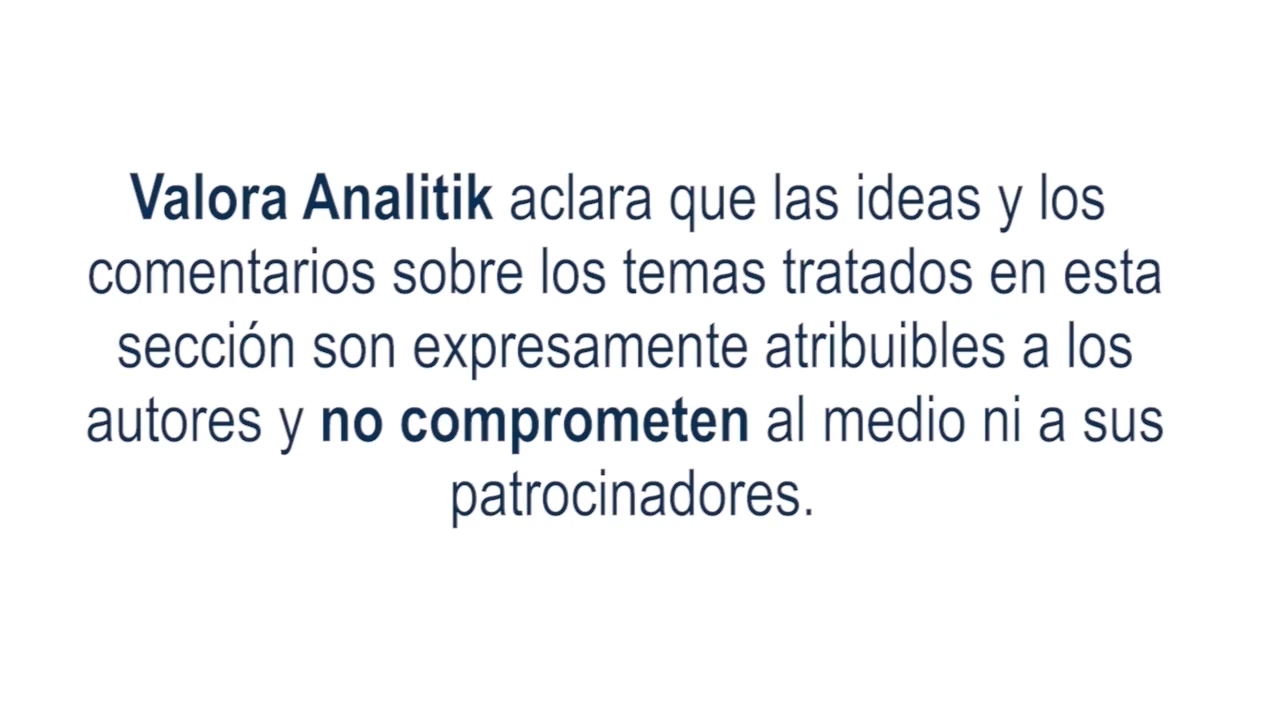 Valora Analitik aclara que las ideas y los
comentarios sobre los temas tratados en esta
sección son expresamente atribuibles a los
autores y no comprometen al medio ni a sus
patrocinadores.